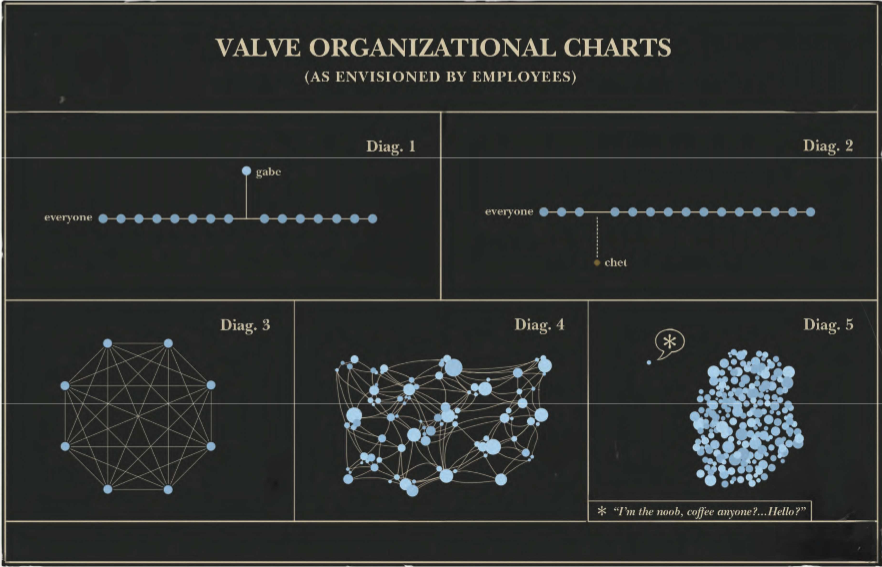 VALVE ORGANIZATIONAL CHARTS
(AS ENVISIONED BY EMPLOYEES)
Diag. 1
gabe
everyone
Diag. 2
everyone
chet
Diag. 3
Diag. 4
Diag. 5
*
* “I’m the noob, coffee anyone?...Hello?”